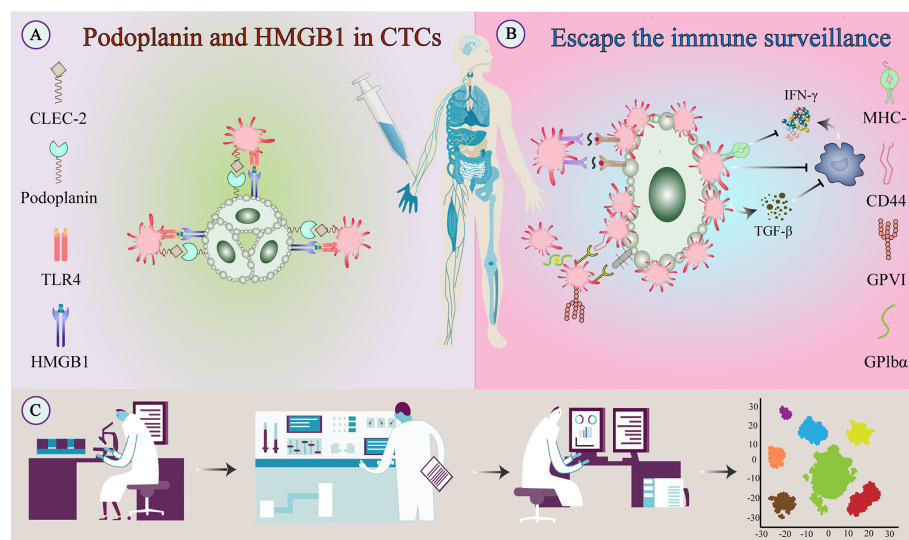 A
Podoplanin and HMGB1 in CTCs
CLEC-2
Podoplanin
TLR4
HMGB1
B
Escape the immune surveillance
IFN-γ
TGF-β
MHC-
CD44
GPVI
GPlbα
C
30
20
10
0
-10
-20
-30
-30
-20
-10
0
10
20
30